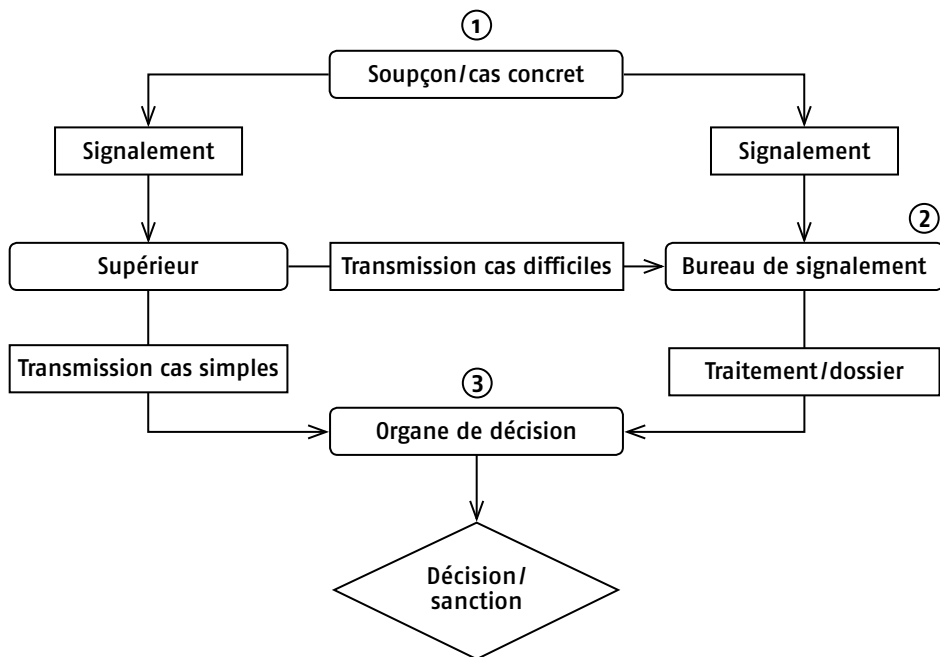 1
Soupçon/cas concret
Signalement
Signalement
2
Supérieur
Transmission cas difficiles
Bureau de signalement
Transmission cas simples
Traitement/dossier
3
Organe de décision
Décision/
sanction